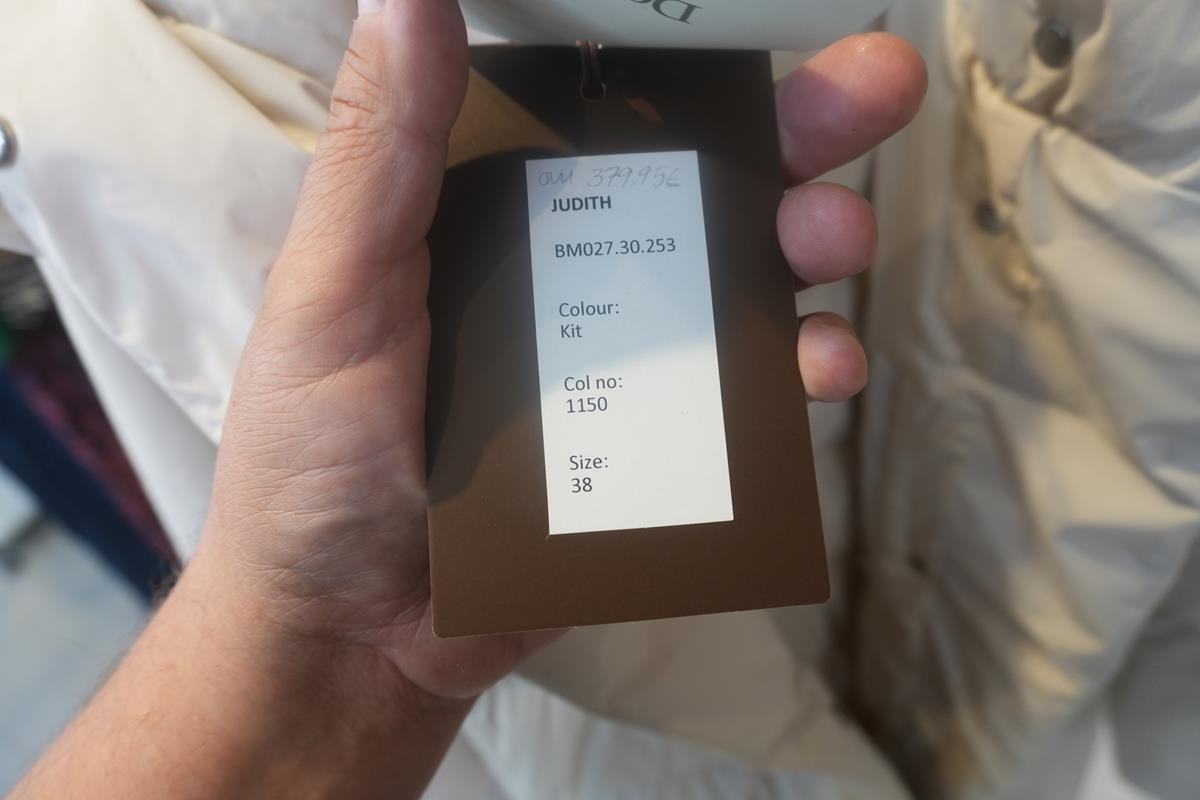 379,95€
JUDITH
BM027.30.253
Colour:
Kit
Col no:
1150
Size:
38